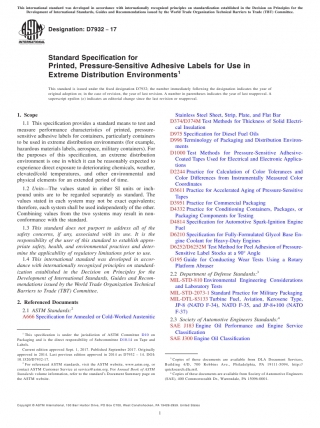 This international standard was developed in accordance with internationally recognized principles on standardization established in the Decision on Principles for the
Development of International Standards, Guides and Recommendations issued by the World Trade Organization Technical Barriers to Trade (TBT) Committee.
ASTM
INTERNATIONAL
Designation: D7932 − 17
Standard Specification for
Printed, Pressure-Sensitive Adhesive Labels for Use in
Extreme Distribution Environments¹
This standard is issued under the fixed designation D7932; the number immediately following the designation indicates the year of
original adoption or, in the case of revision, the year of last revision. A number in parentheses indicates the year of last reapproval. A
superscript epsilon (ε) indicates an editorial change since the last revision or reapproval.
1. Scope
1.1 This specification provides a standard means to test and
measure performance characteristics of printed, pressure-
sensitive adhesive labels for containers, particularly containers
to be used in extreme distribution environments (for example,
hazardous materials labels, aerospace, military containers). For
the purposes of this specification, an extreme distribution
environment is one in which it can be reasonably expected to
experience direct exposure to deteriorating chemicals, weather,
elevated/cold temperatures, and other environmental and
physical elements for an extended period of time.
1.2 Units—The values stated in either SI units or inch-
pound units are to be regarded separately as standard. The
values stated in each system may not be exact equivalents;
therefore, each system shall be used independently of the other.
Combining values from the two systems may result in non-
conformance with the standard.
1.3 This standard does not purport to address all of the
safety concerns, if any, associated with its use. It is the
responsibility of the user of this standard to establish appro-
priate safety, health, and environmental practices and deter-
mine the applicability of regulatory limitations prior to use.
1.4 This international standard was developed in accor-
dance with internationally recognized principles on standard-
ization established in the Decision on Principles for the
Development of International Standards, Guides and Recom-
mendations issued by the World Trade Organization Technical
Barriers to Trade (TBT) Committee.
2. Referenced Documents
2.1 ASTM Standards:²
A666 Specification for Annealed or Cold-Worked Austenitic
Stainless Steel Sheet, Strip, Plate, and Flat Bar
D374/D374M Test Methods for Thickness of Solid Electri-
cal Insulation
D975 Specification for Diesel Fuel Oils
D996 Terminology of Packaging and Distribution Environ-
ments
D1000 Test Methods for Pressure-Sensitive Adhesive-
Coated Tapes Used for Electrical and Electronic Applica-
tions
D2244 Practice for Calculation of Color Tolerances and
Color Differences from Instrumentally Measured Color
Coordinates
D3611 Practice for Accelerated Aging of Pressure-Sensitive
Tapes
D3951 Practice for Commercial Packaging
D4332 Practice for Conditioning Containers, Packages, or
Packaging Components for Testing
D4814 Specification for Automotive Spark-Ignition Engine
Fuel
D6210 Specification for Fully-Formulated Glycol Base En-
gine Coolant for Heavy-Duty Engines
D6252/D6252M Test Method for Peel Adhesion of Pressure-
Sensitive Label Stocks at a 90° Angle
G195 Guide for Conducting Wear Tests Using a Rotary
Platform Abraser
2.2 Department of Defense Standards:³
MIL-STD-810 Environmental Engineering Considerations
and Laboratory Tests
MIL-STD-2073-1 Standard Practice for Military Packaging
MIL-DTL-83133 Turbine Fuel, Aviation, Kerosene Type,
JP-8 (NATO F-34), NATO F-35, and JP-8+100 (NATO
F-37)
2.3 Society of Automotive Engineers Standards:⁴
SAE J183 Engine Oil Performance and Engine Service
Classification
SAE J300 Engine Oil Classification
¹ This specification is under the jurisdiction of ASTM Committee D10 on
Packaging and is the direct responsibility of Subcommittee D10.14 on Tape and
Labels.
Current edition approved Sept. 1, 2017. Published September 2017. Originally
approved in 2014. Last previous edition approved in 2014 as D7932 – 14. DOI:
10.1520/D7932-17.
² For referenced ASTM standards, visit the ASTM website, www.astm.org, or
contact ASTM Customer Service at service@astm.org. For Annual Book of ASTM
Standards volume information, refer to the standard's Document Summary page on
the ASTM website.
³ Copies of these documents are available from DLA Document Services,
Building 4/D, 700 Robbins Ave., Philadelphia, PA 19111-5094, http://
quicksearch.dla.mil.
⁴ Copies of these documents are available from Society of Automotive Engineers
(SAE), 400 Commonwealth Dr., Warrendale, PA 15096-0001.
Copyright © ASTM International, 100 Barr Harbor Drive, PO Box C700, West Conshohocken, PA 19428-2959. United States
1